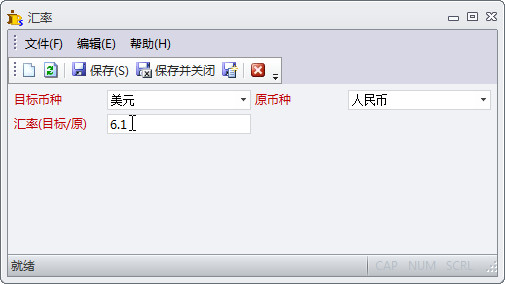 汇率
文件(F) 编辑(E) 帮助(H)
保存(S) 保存并关闭
目标币种 美元 原币种 人民币
汇率(目标/原) 6.1
就绪 CAP NUM SCRL